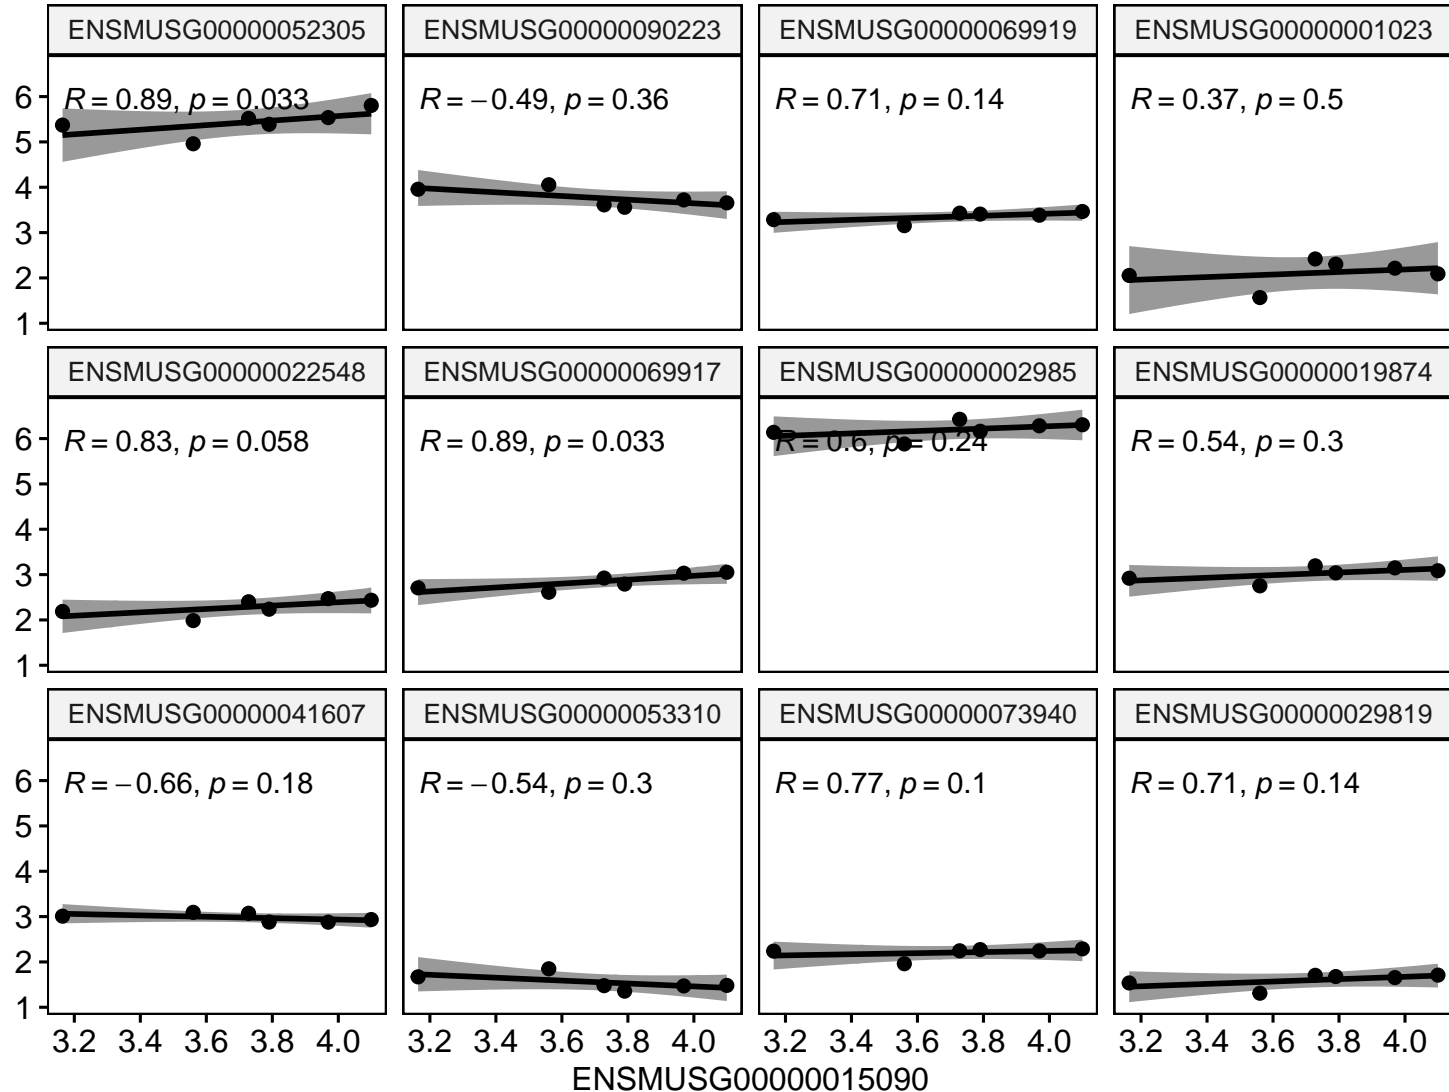 ENSMUSG00000052305 ENSMUSG00000090223 ENSMUSG00000069919 ENSMUSG00000001023
R = 0.89, p = 0.033 R = −0.49, p = 0.36 R = 0.71, p = 0.14 R = 0.37, p = 0.5
6
5
4
3
2
1
ENSMUSG00000022548 ENSMUSG00000069917 ENSMUSG00000002985 ENSMUSG00000019874
R = 0.83, p = 0.058 R = 0.89, p = 0.033 R = 0.6, p = 0.24 R = 0.54, p = 0.3
6
5
4
3
2
1
ENSMUSG00000041607 ENSMUSG00000053310 ENSMUSG00000073940 ENSMUSG00000029819
R = −0.66, p = 0.18 R = −0.54, p = 0.3 R = 0.77, p = 0.1 R = 0.71, p = 0.14
6
5
4
3
2
1
3.2 3.4 3.6 3.8 4.0 3.2 3.4 3.6 3.8 4.0 3.2 3.4 3.6 3.8 4.0 3.2 3.4 3.6 3.8 4.0
ENSMUSG00000015090